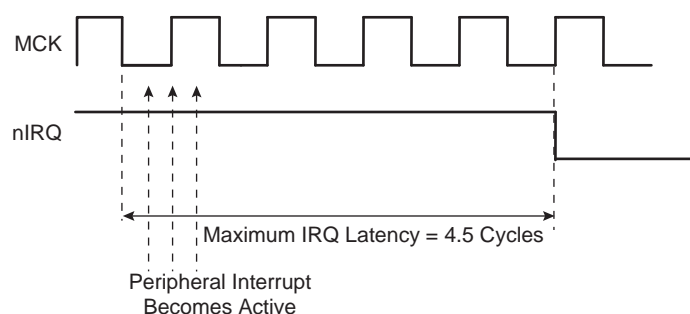 MCK
nIRQ
Maximum IRQ Latency = 4.5 Cycles
Peripheral Interrupt
Becomes Active